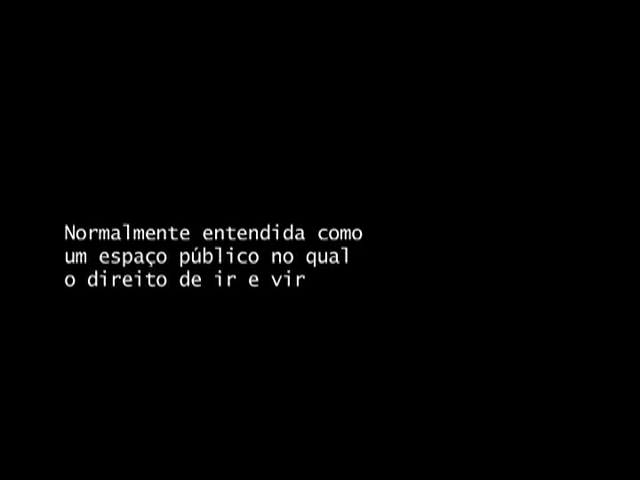 Normalmente entendida como
um espaço público no qual
o direito de ir e vir